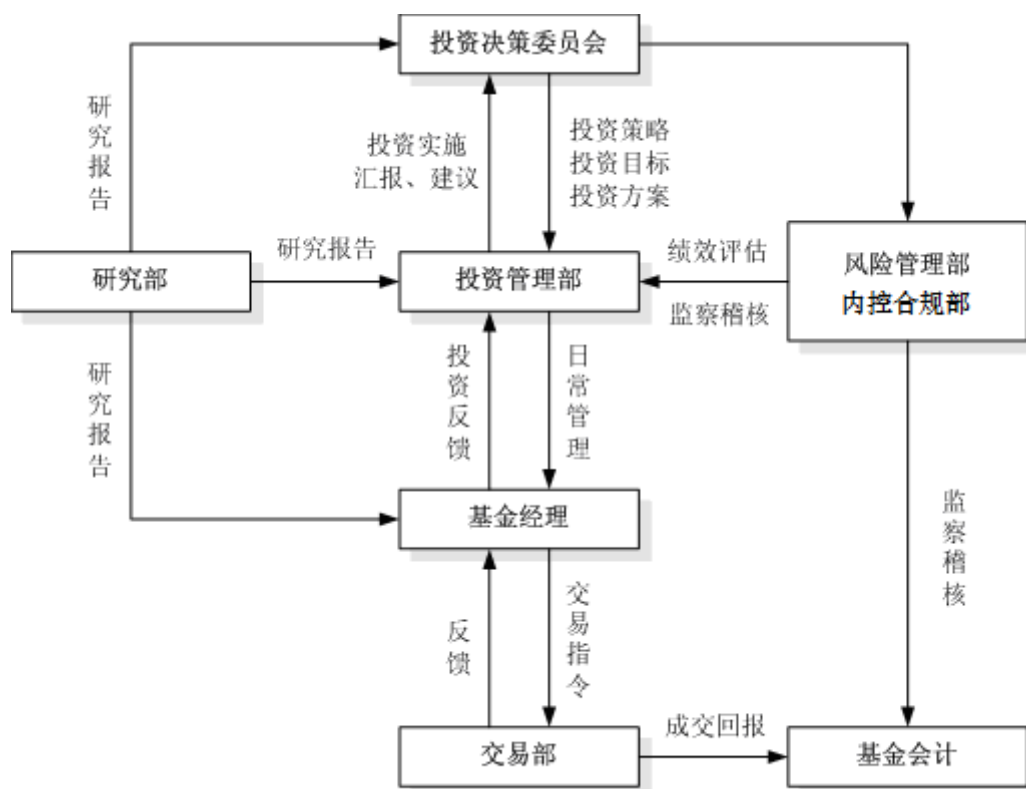 投资决策委员会
研究报告
投资实施
汇报、建议
投资策略
投资目标
投资方案
研究部
研究报告
投资管理部
绩效评估
监察稽核
风险管理部
内控合规部
研究报告
投资反馈
日常管理
基金经理
监察稽核
反馈
交易指令
交易部
成交回报
基金会计